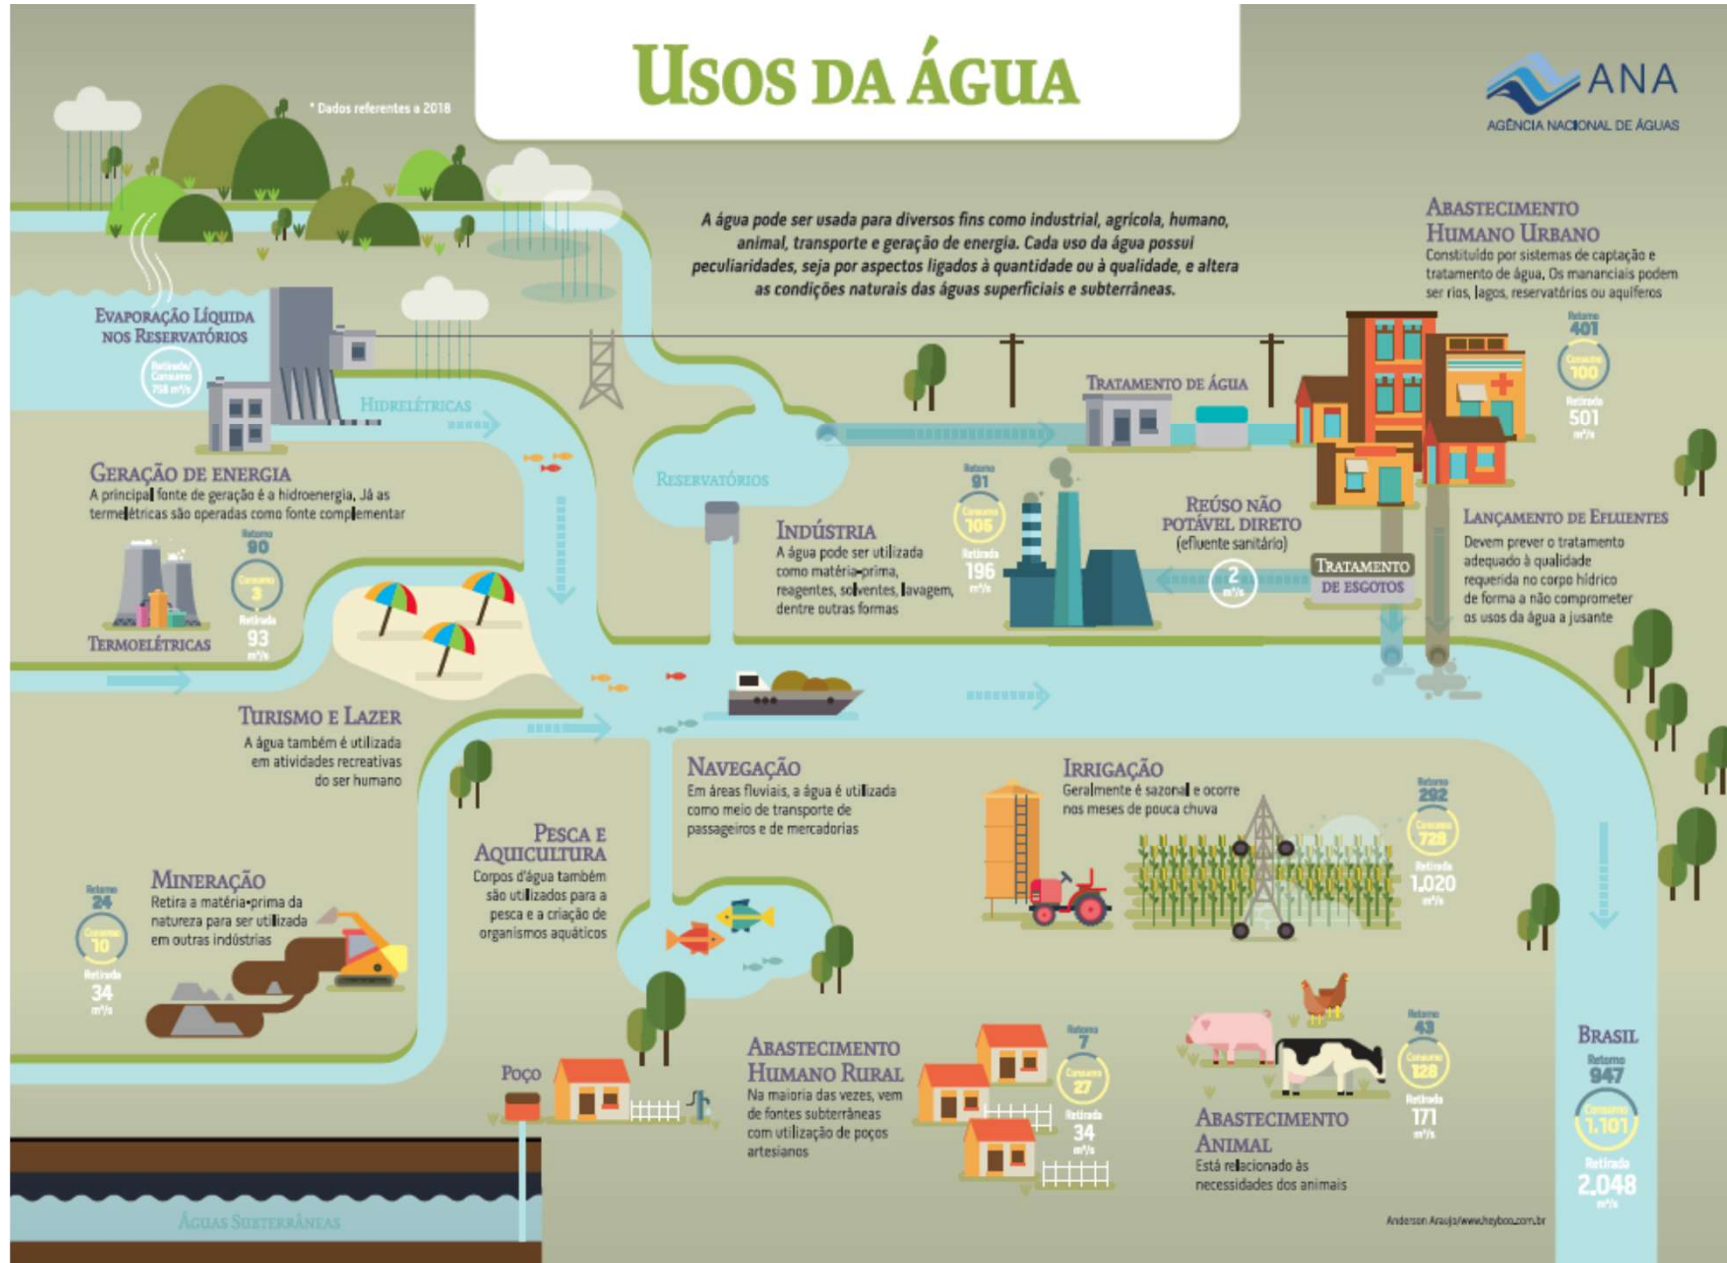 USOS DA ÁGUA
ANA
AGÊNCIA NACIONAL DE ÁGUAS
* Dados referentes a 2018
A água pode ser usada para diversos fins como industrial, agrícola, humano,
animal, transporte e geração de energia. Cada uso da água possui
peculiaridades, seja por aspectos ligados à quantidade ou à qualidade, e altera
as condições naturais das águas superficiais e subterrâneas.
ABASTECIMENTO
HUMANO URBANO
Constituído por sistemas de captação e
tratamento de água, Os mananciais podem
ser rios, lagos, reservatórios ou aquíferos
Retorno
401
Consumo
100
Retirada
501
m³/s
EVAPORAÇÃO LÍQUIDA
NOS RESERVATÓRIOS
Retirada/
Consumo
758 m³/s
HIDRELÉTRICAS
TRATAMENTO DE ÁGUA
GERAÇÃO DE ENERGIA
A principal fonte de geração é a hidroenergia, Já as
termelétricas são operadas como fonte complementar
Retorno
90
Consumo
3
Retirada
93
m³/s
TERMOELÉTRICAS
RESERVATÓRIOS
INDÚSTRIA
A água pode ser utilizada
como matéria-prima,
reagentes, solventes, lavagem,
dentre outras formas
Retorno
91
Consumo
105
Retirada
196
m³/s
REÚSO NÃO
POTÁVEL DIRETO
(efluente sanitário)
2
m³/s
TRATAMENTO
DE ESGOTOS
LANÇAMENTO DE EFLUENTES
Devem prever o tratamento
adequado à qualidade
requerida no corpo hídrico
de forma a não comprometer
os usos da água a jusante
TURISMO E LAZER
A água também é utilizada
em atividades recreativas
do ser humano
NAVEGAÇÃO
Em áreas fluviais, a água é utilizada
como meio de transporte de
passageiros e de mercadorias
IRRIGAÇÃO
Geralmente é sazonal e ocorre
nos meses de pouca chuva
Retorno
292
Consumo
728
Retirada
1.020
m³/s
PESCA E
AQUICULTURA
Corpos d'água também
são utilizados para a
pesca e a criação de
organismos aquáticos
MINERAÇÃO
Retira a matéria-prima da
natureza para ser utilizada
em outras indústrias
Retorno
24
Consumo
10
Retirada
34
m³/s
POÇO
ABASTECIMENTO
HUMANO RURAL
Na maioria das vezes, vem
de fontes subterrâneas
com utilização de poços
artesianos
Retorno
7
Consumo
27
Retirada
34
m³/s
ABASTECIMENTO
ANIMAL
Está relacionado às
necessidades dos animais
Retorno
43
Consumo
128
Retirada
171
m³/s
BRASIL
Retorno
947
Consumo
1.101
Retirada
2.048
m³/s
ÁGUAS SUBTERRÂNEAS
Anderson Araujo/www.heyboo.com.br